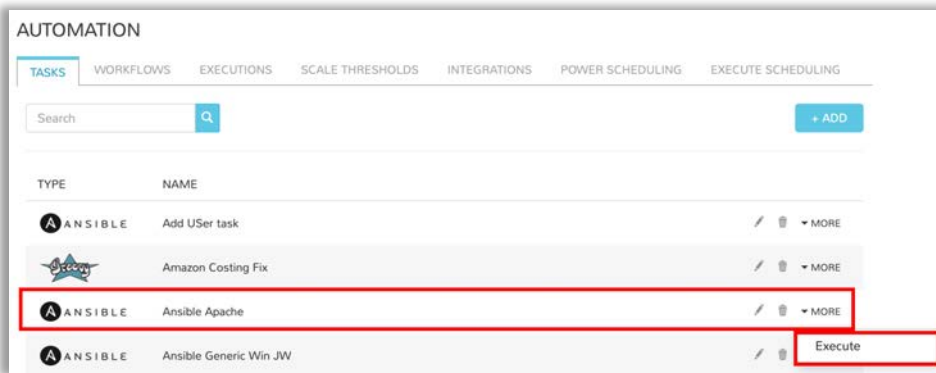 AUTOMATION
TASKS WORKFLOWS EXECUTIONS SCALE THRESHOLDS INTEGRATIONS POWER SCHEDULING EXECUTE SCHEDULING
Search + ADD
TYPE NAME
A ANSIBLE Add USer task MORE
Groovy Amazon Costing Fix MORE
A ANSIBLE Ansible Apache MORE
Execute
A ANSIBLE Ansible Generic Win JW